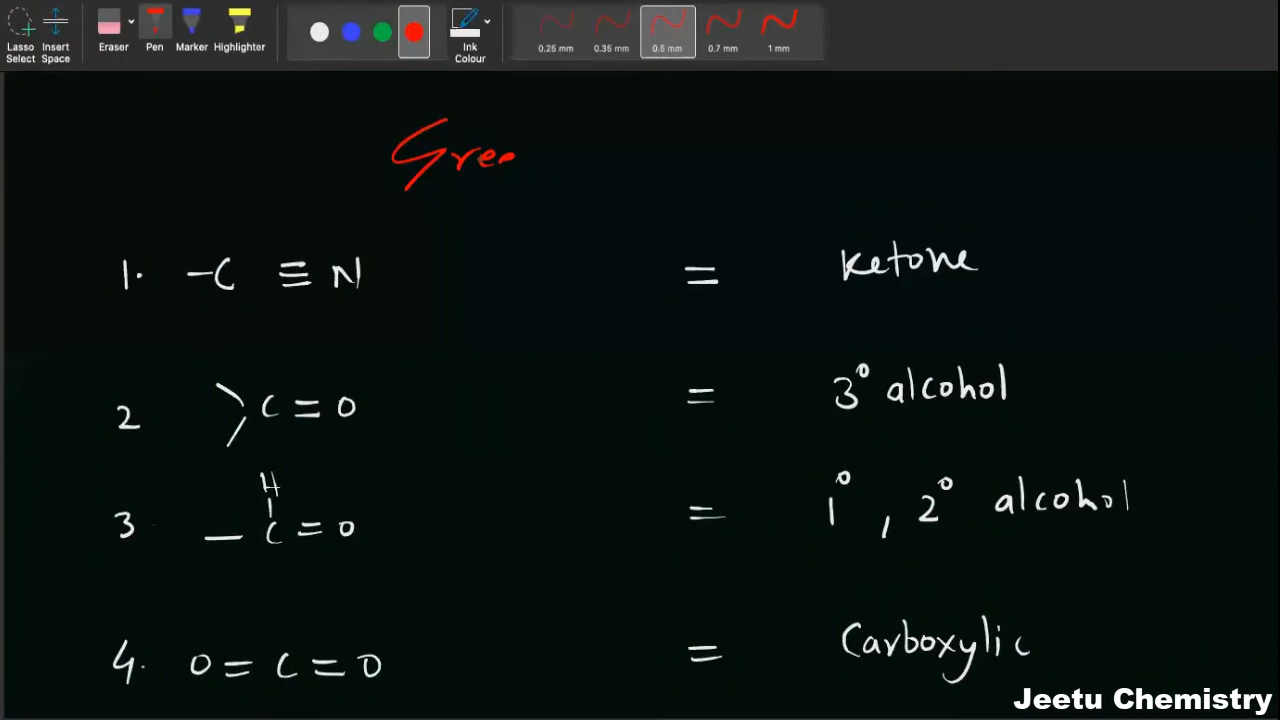 Lasso Select
Insert Space
Eraser
Pen
Marker
Highlighter
Ink Colour
0.25 mm
0.35 mm
0.5 mm
0.7 mm
1 mm
Gree
1. -C ≡ N = Ketone
2 >C = O = 3° alcohol
H
3 - C = O = 1°, 2° alcohol
4. O = C = O = Carboxylic
Jeetu Chemistry